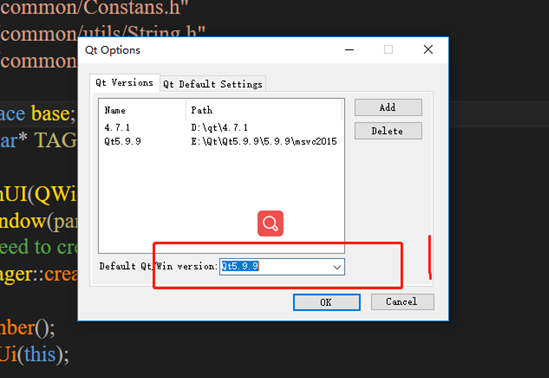 common/Constans.h"
common/utils/String.h"
common
Qt Options
Qt Versions
Qt Default Settings
Name Path
4.7.1 D:\qt\4.7.1
Qt5.9.9 E:\Qt\Qt5.9.9\5.9.9\msvc2015
Add
Delete
Default Qt/Win version: Qt5.9.9
OK
Cancel
ace base;
ar* TAG
nUI(QWi
ndow(par
eed to cre
ager::crea
nber();
Ui(this);